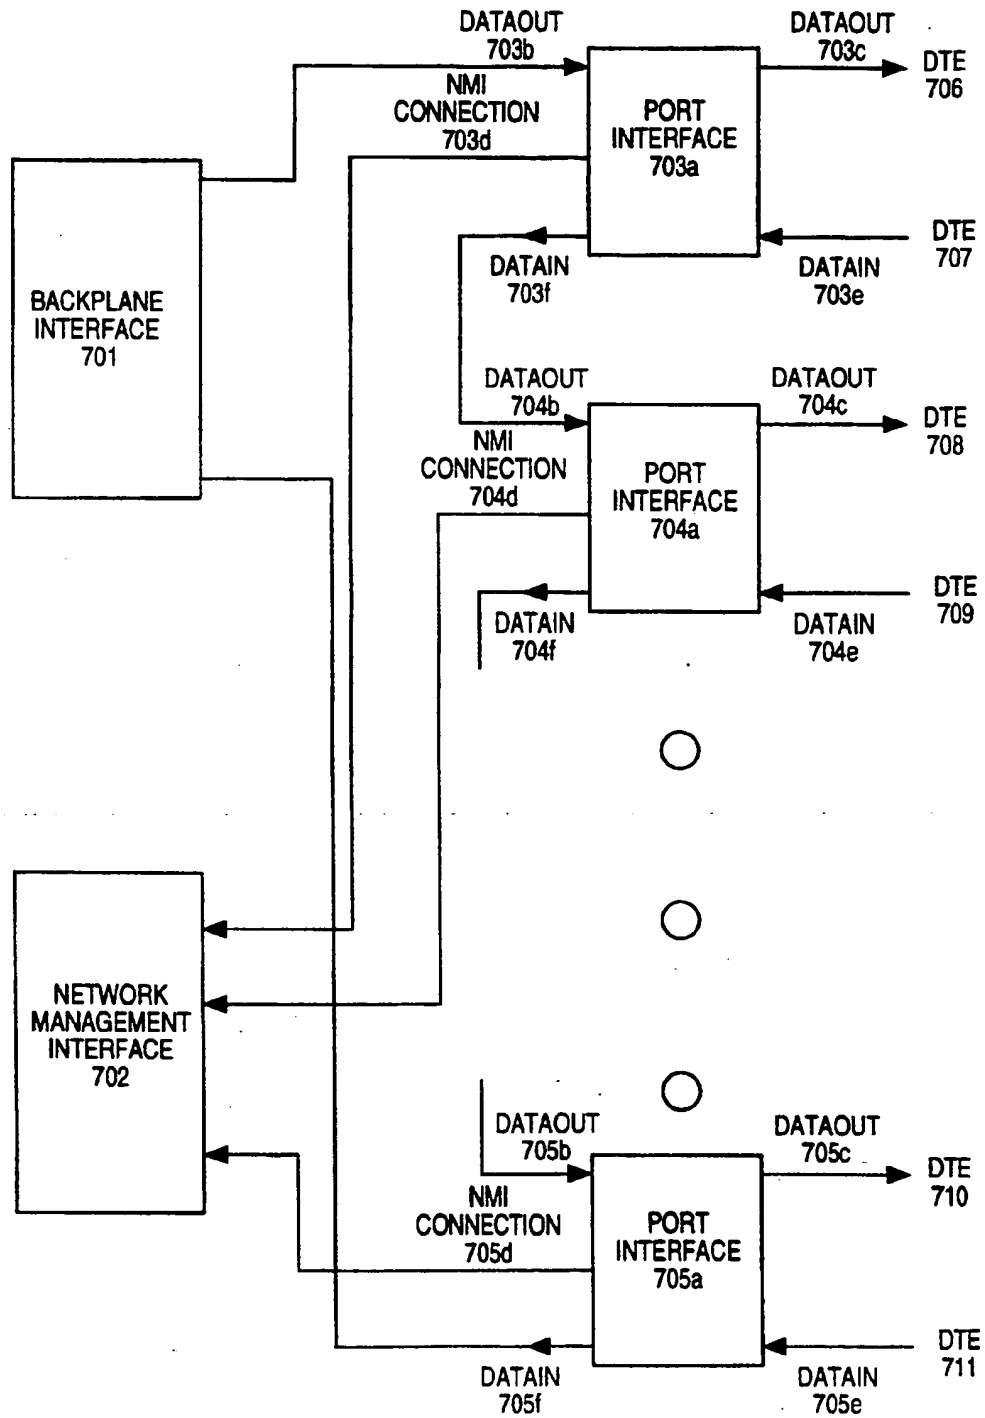 DATAOUT
703b
DATAOUT
703c
DTE
706
NMI
CONNECTION
703d
PORT
INTERFACE
703a
DTE
707
DATAIN
703f
DATAIN
703e
BACKPLANE
INTERFACE
701
DATAOUT
704b
DATAOUT
704c
DTE
708
NMI
CONNECTION
704d
PORT
INTERFACE
704a
DTE
709
DATAIN
704f
DATAIN
704e
NETWORK
MANAGEMENT
INTERFACE
702
DATAOUT
705b
DATAOUT
705c
DTE
710
NMI
CONNECTION
705d
PORT
INTERFACE
705a
DTE
711
DATAIN
705f
DATAIN
705e